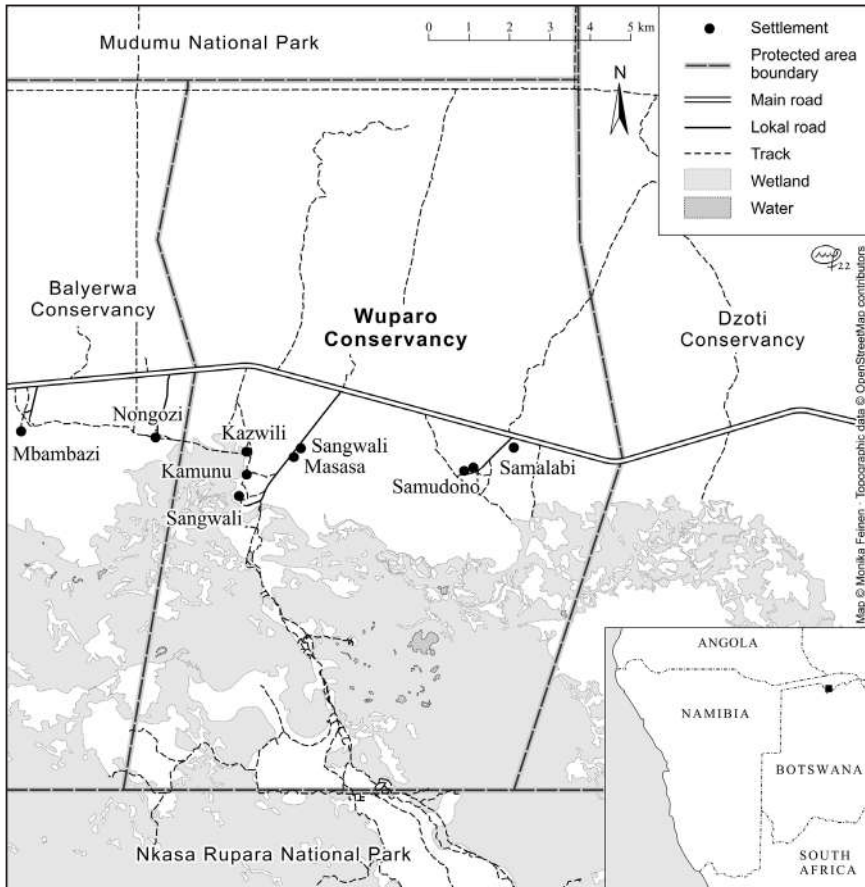 Mudumu National Park
0 1 2 3 4 5 km
N
Settlement
Protected area
boundary
Main road
Lokal road
Track
Wetland
Water
22
Balyerwa
Conservancy
Wuparo
Conservancy
Dzoti
Conservancy
Nongozi
Mbambazi
Kazwili
Kamunu
Sangwali
Sangwali
Masasa
Samudono
Samalabi
Nkasa Rupara National Park
Map © Monika Feinen · Topographic data © OpenStreetMap contributors
ANGOLA
NAMIBIA
BOTSWANA
SOUTH
AFRICA